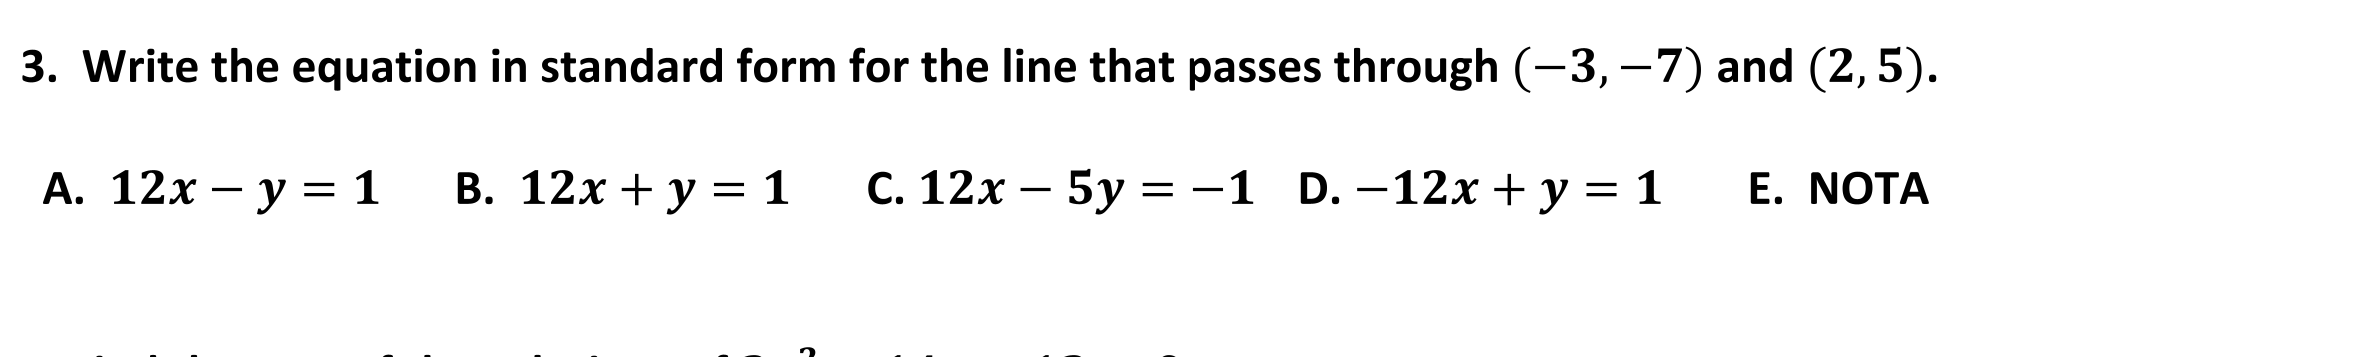 3. Write the equation in standard form for the line that passes through (−3, −7) and (2, 5).
A. 12x − y = 1 B. 12x + y = 1 C. 12x − 5y = −1 D. −12x + y = 1 E. NOTA